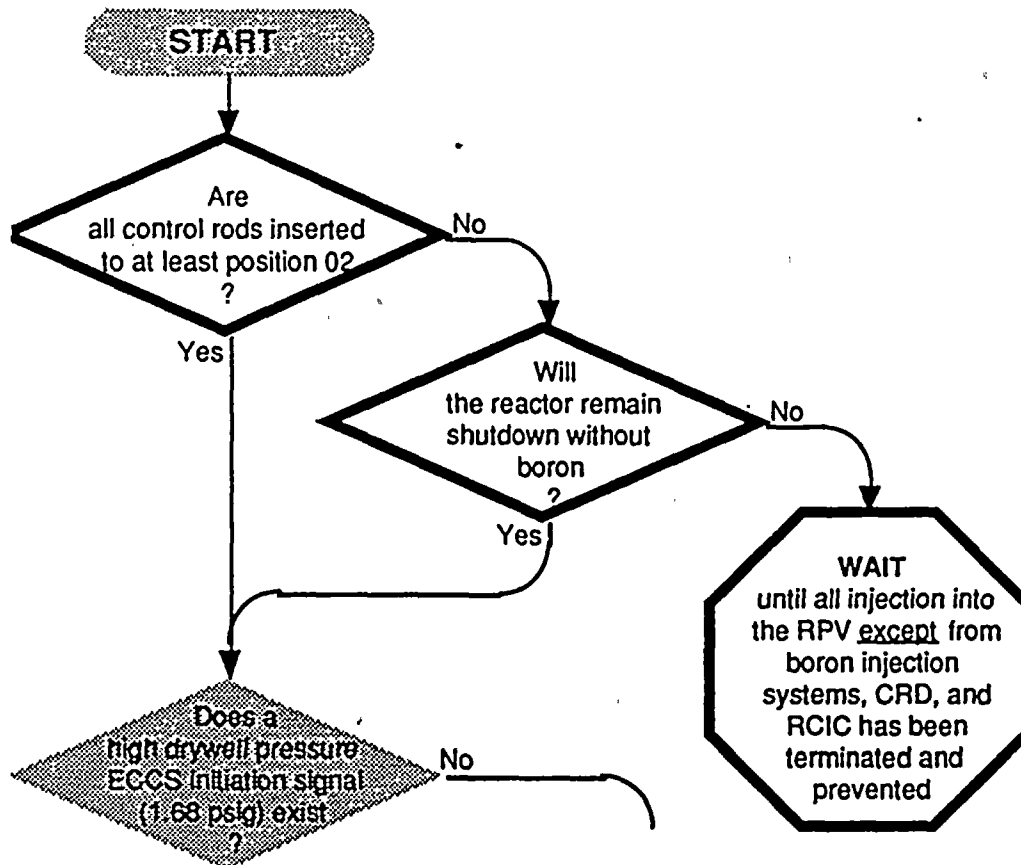 START
Are
all control rods inserted
to at least position 02
?
No
Yes
Will
the reactor remain
shutdown without
boron
?
No
Yes
WAIT
until all injection into
the RPV except from
boron injection
systems, CRD, and
RCIC has been
terminated and
prevented
Does a
high drywell pressure
ECCS initiation signal
(1.68 psig) exist
?
No